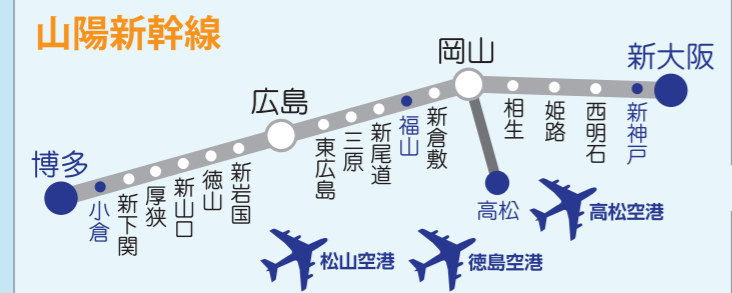 山陽新幹線
博多
小倉
新下関
厚狭
新山口
徳山
新岩国
広島
東広島
三原
新尾道
福山
新倉敷
岡山
相生
姫路
西明石
新神戸
新大阪
高松
高松空港
松山空港
徳島空港